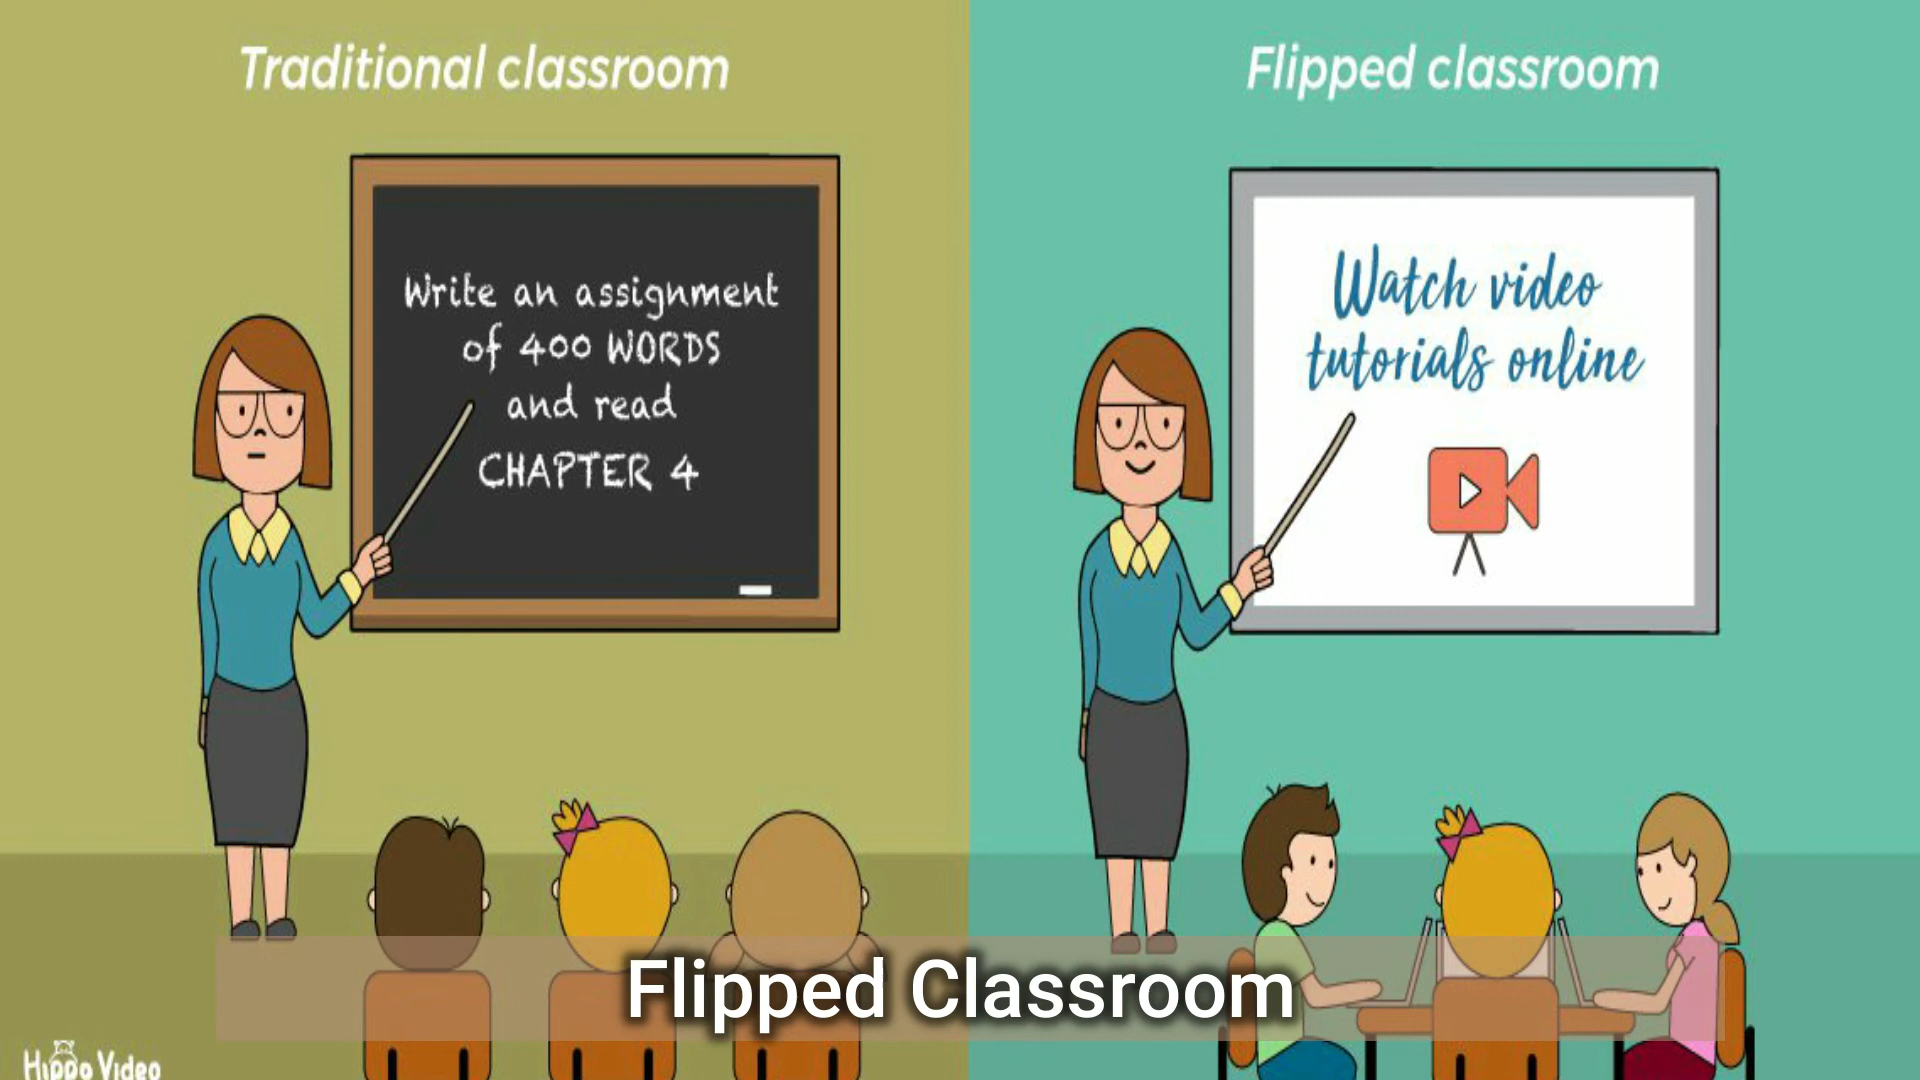 Traditional classroom
Write an assignment
of 400 WORDS
and read
CHAPTER 4
Flipped classroom
Watch video
tutorials online
Flipped Classroom
Hippo Video